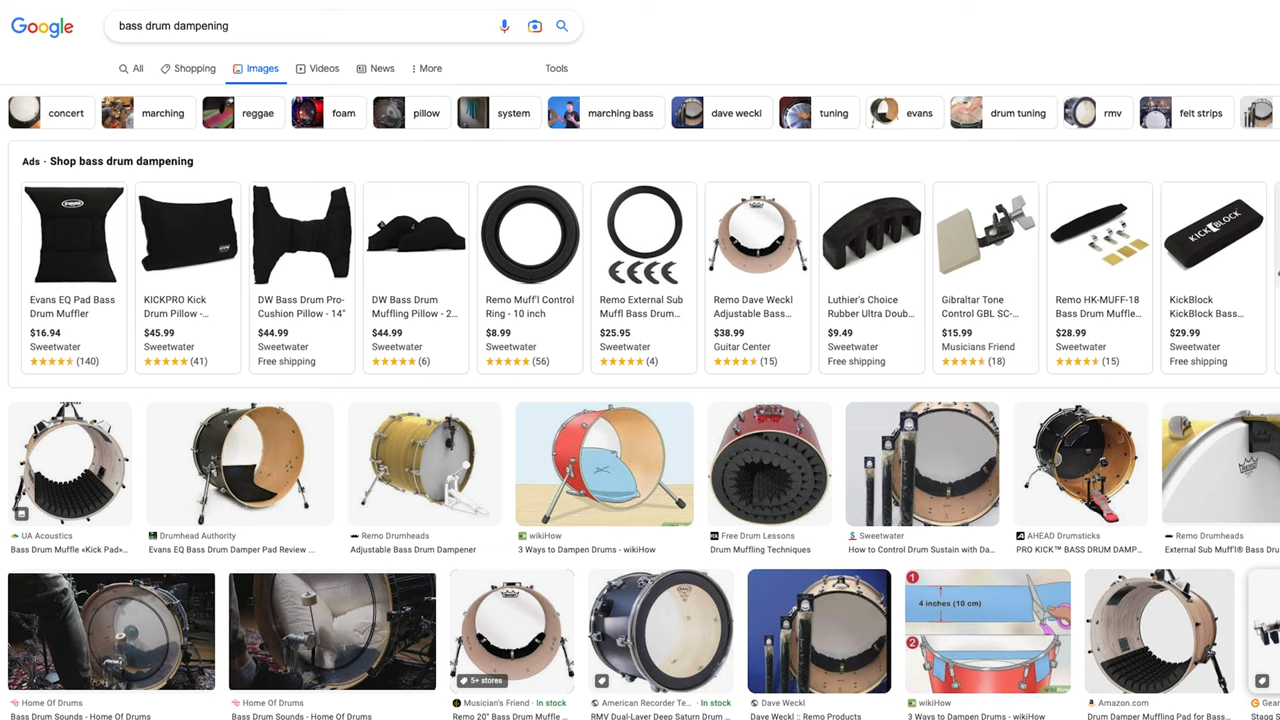 Google
bass drum dampening
All
Shopping
Images
Videos
News
More
Tools
concert
marching
reggae
foam
pillow
system
marching bass
dave weckl
tuning
evans
drum tuning
rmv
felt strips
Ads · Shop bass drum dampening
EVANS
KICK BLOCK
Evans EQ Pad Bass
Drum Muffler
$16.94
Sweetwater
(140)
KICKPRO Kick
Drum Pillow -...
$45.99
Sweetwater
(41)
DW Bass Drum Pro-
Cushion Pillow - 14"
$44.99
Sweetwater
Free shipping
DW Bass Drum
Muffling Pillow - 2...
$44.99
Sweetwater
(6)
Remo Muff'l Control
Ring - 10 inch
$8.99
Sweetwater
(56)
Remo External Sub
Muffl Bass Drum...
$25.95
Sweetwater
(4)
Remo Dave Weckl
Adjustable Bass...
$38.99
Guitar Center
(15)
Luthier's Choice
Rubber Ultra Doub...
$9.49
Sweetwater
Free shipping
Gibraltar Tone
Control GBL SC-...
$15.99
Musicians Friend
(18)
Remo HK-MUFF-18
Bass Drum Muffle...
$28.99
Sweetwater
(15)
KickBlock
KickBlock Bass...
$29.99
Sweetwater
Free shipping
UA Acoustics
Bass Drum Muffle «Kick Pad»...
Drumhead Authority
Evans EQ Bass Drum Damper Pad Review ...
Remo Drumheads
Adjustable Bass Drum Dampener
wikiHow
3 Ways to Dampen Drums - wikiHow
Free Drum Lessons
Drum Muffling Techniques
Sweetwater
How to Control Drum Sustain with Da...
AHEAD Drumsticks
PRO KICK™ BASS DRUM DAMP...
REMO
Remo Drumheads
External Sub Muff'l® Bass Dru
Home Of Drums
Bass Drum Sounds - Home Of Drums
Home Of Drums
Bass Drum Sounds - Home Of Drums
5+ stores
Musician's Friend · In stock
Remo 20" Bass Drum Muffle ...
American Recorder Te... · In stock
RMV Dual-Layer Deep Saturn Drum ...
Dave Weckl
Dave Weckl :: Remo Products
1
4 inches (10 cm)
2
wikiHow
wikiHow
3 Ways to Dampen Drums - wikiHow
Amazon.com
Drum Damper Muffling Pad for Bass ...
Gea
Stagg S